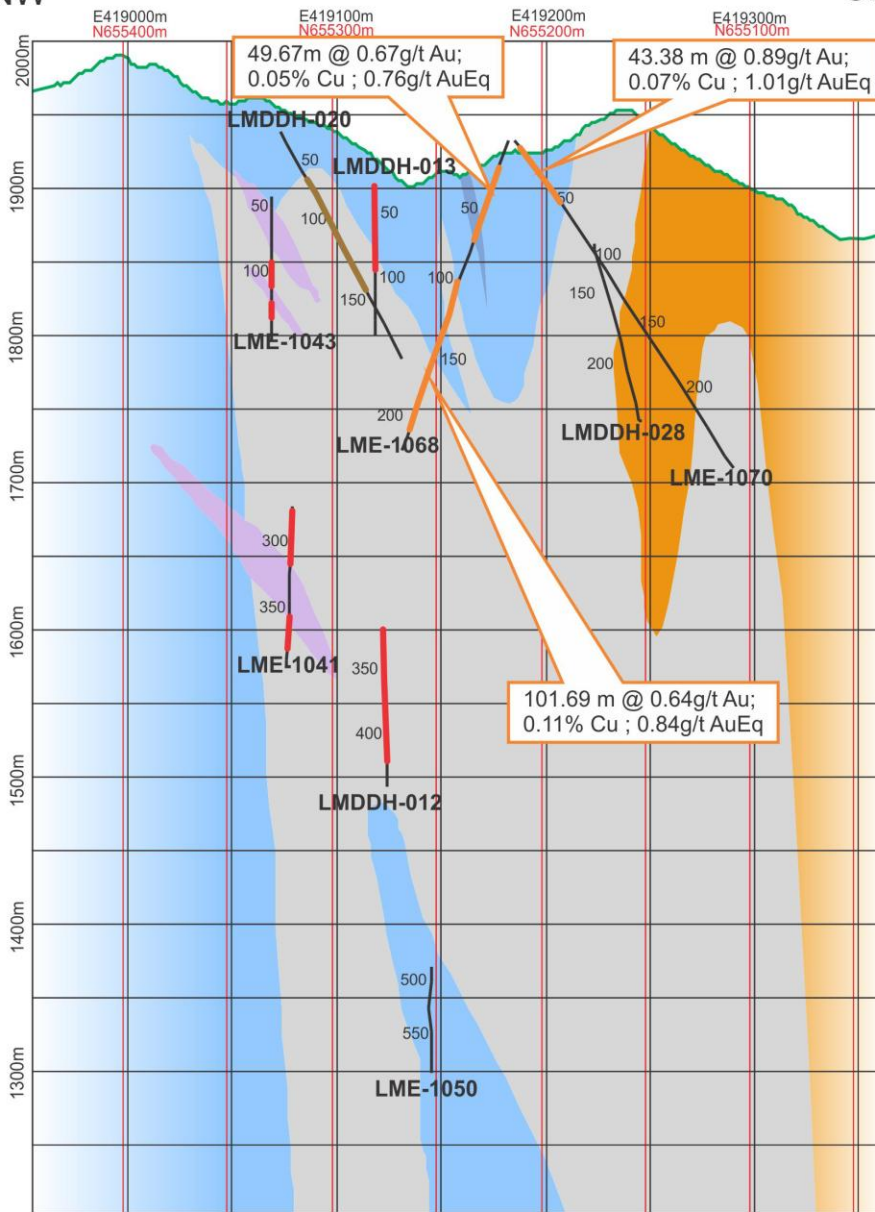 NW
E419000m
N655400m
E419100m
N655300m
E419200m
N655200m
E419300m
N655100m
2000m
49.67m @ 0.67g/t Au;
0.05% Cu ; 0.76g/t AuEq
43.38 m @ 0.89g/t Au;
0.07% Cu ; 1.01g/t AuEq
LMDDH-020
LMDDH-013
50
1900m
50
50
50
50
100
100
100
100
100
150
150
150
LME-1043
1800m
150
200
200
200
LME-1068
LMDDH-028
LME-1070
1700m
300
350
1600m
LME-1041
350
400
101.69 m @ 0.64g/t Au;
0.11% Cu ; 0.84g/t AuEq
1500m
LMDDH-012
1400m
500
550
1300m
LME-1050